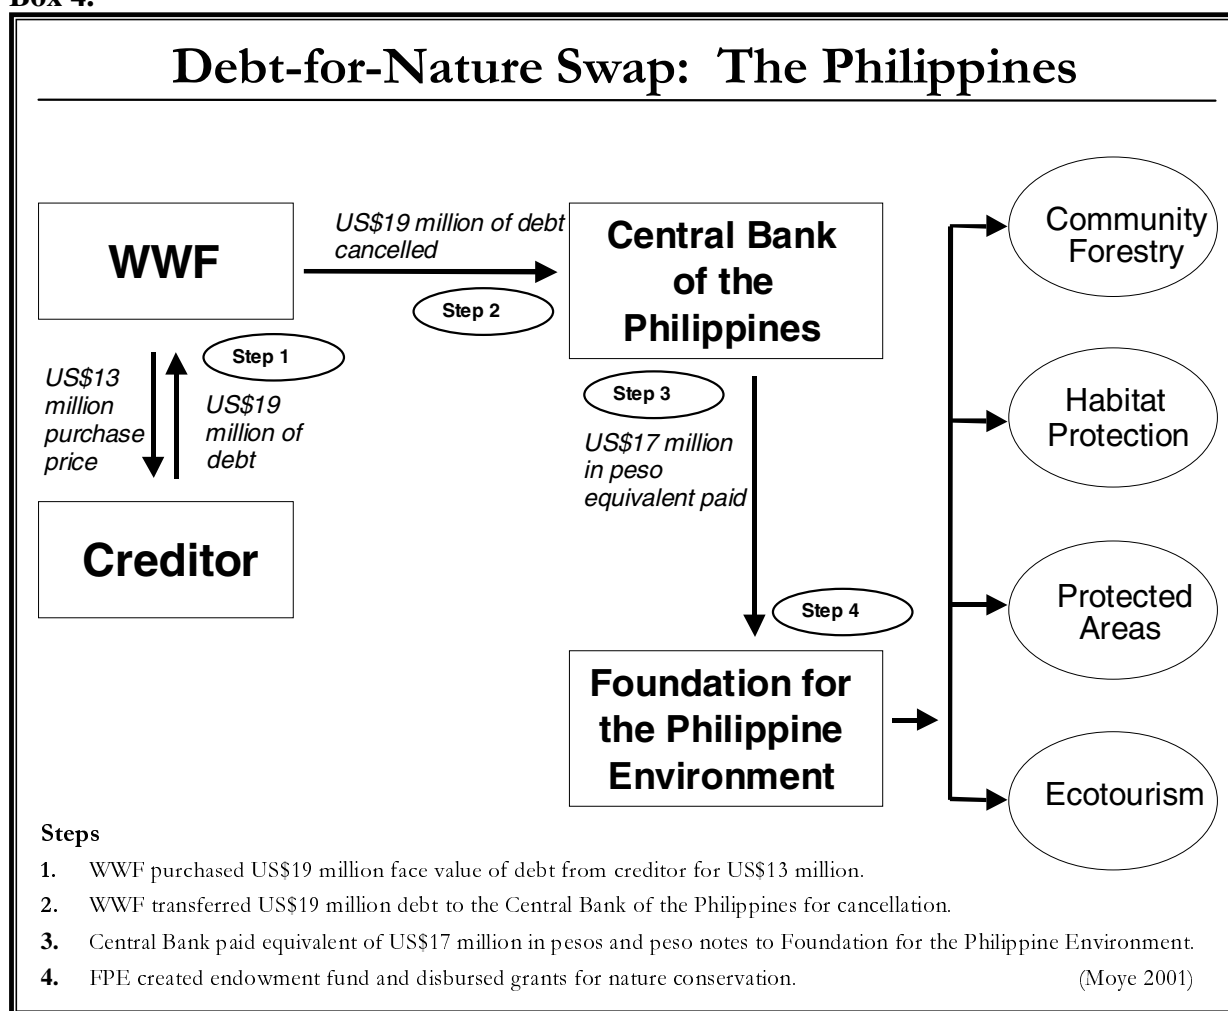 Box 4.
Debt-for-Nature Swap: The Philippines
WWF
US$19 million of debt
cancelled
Step 2
Central Bank
of the
Philippines
Community
Forestry
Step 1
US$13
million
purchase
price
US$19
million of
debt
Step 3
US$17 million
in peso
equivalent paid
Habitat
Protection
Creditor
Step 4
Protected
Areas
Foundation for
the Philippine
Environment
Ecotourism
Steps
1. WWF purchased US$19 million face value of debt from creditor for US$13 million.
2. WWF transferred US$19 million debt to the Central Bank of the Philippines for cancellation.
3. Central Bank paid equivalent of US$17 million in pesos and peso notes to Foundation for the Philippine Environment.
4. FPE created endowment fund and disbursed grants for nature conservation. (Moye 2001)